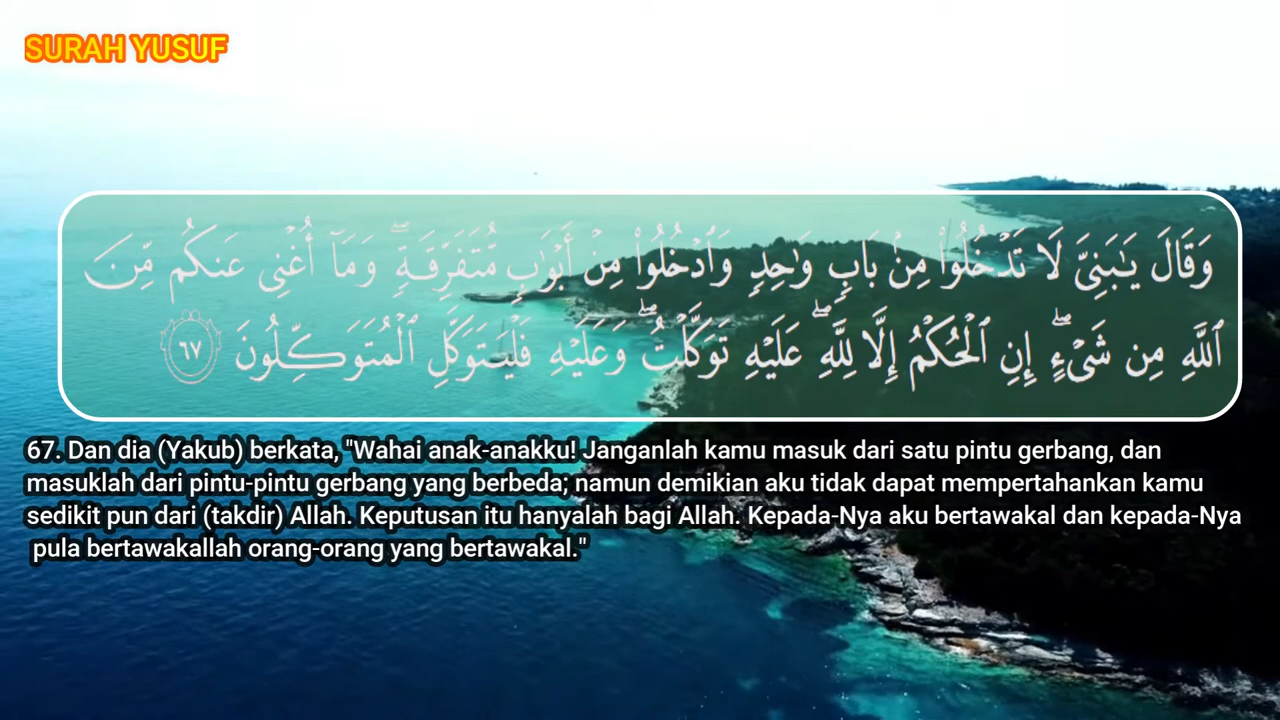 SURAH YUSUF
وَقَالَ يَـٰبَنِىَّ لَا تَدْخُلُوا۟ مِنۢ بَابٍ وَٰحِدٍ وَٱدْخُلُوا۟ مِنْ أَبْوَٰبٍ مُّتَفَرِّقَةٍ ۖ وَمَآ أُغْنِى عَنكُم مِّنَ
ٱللَّهِ مِن شَىْءٍ ۖ إِنِ ٱلْحُكْمُ إِلَّا لِلَّهِ ۖ عَلَيْهِ تَوَكَّلْتُ ۖ وَعَلَيْهِ فَلْيَتَوَكَّلِ ٱلْمُتَوَكِّلُونَ ٦٧
67. Dan dia (Yakub) berkata, "Wahai anak-anakku! Janganlah kamu masuk dari satu pintu gerbang, dan
masuklah dari pintu-pintu gerbang yang berbeda; namun demikian aku tidak dapat mempertahankan kamu
sedikit pun dari (takdir) Allah. Keputusan itu hanyalah bagi Allah. Kepada-Nya aku bertawakal dan kepada-Nya
pula bertawakallah orang-orang yang bertawakal."